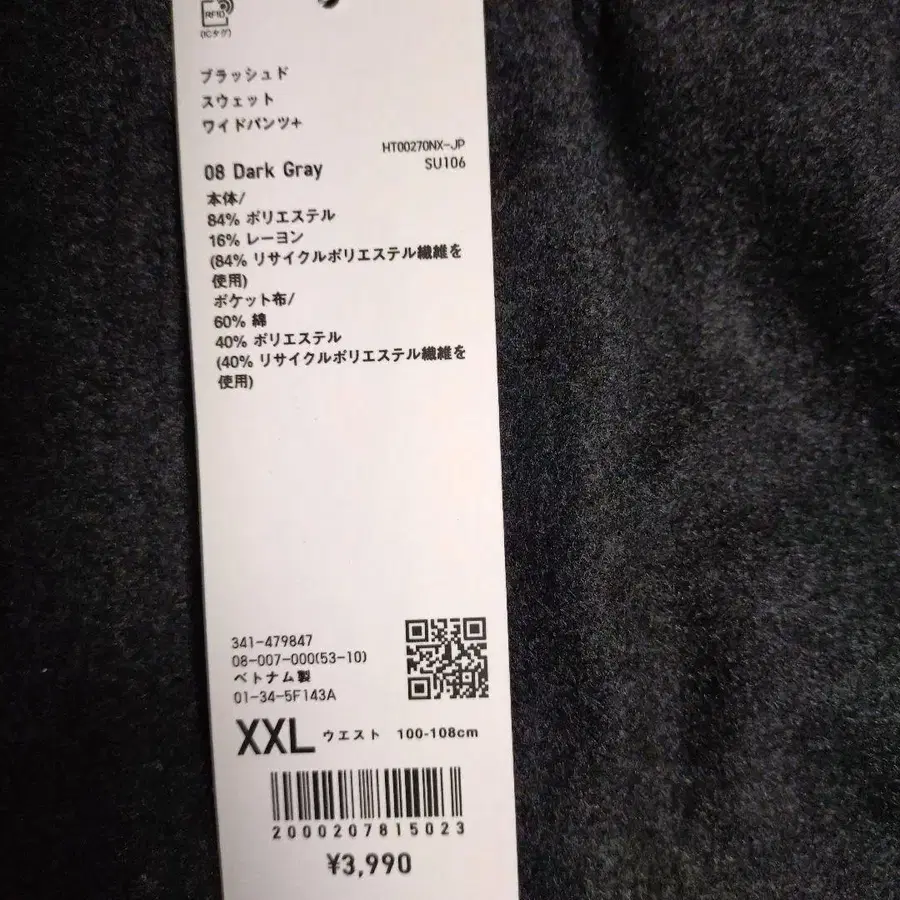 RFID
(ICタグ)
ブラッシュド
スウェット
ワイドパンツ+
HT00270NX-JP
08 Dark Gray
SU106
本体/
84% ポリエステル
16% レーヨン
(84% リサイクルポリエステル繊維を
使用)
ポケット布/
60% 綿
40% ポリエステル
(40% リサイクルポリエステル繊維を
使用)
341-479847
08-007-000(53-10)
ベトナム製
01-34-5F143A
XXL ウエスト 100-108cm
2000207815023
¥3,990